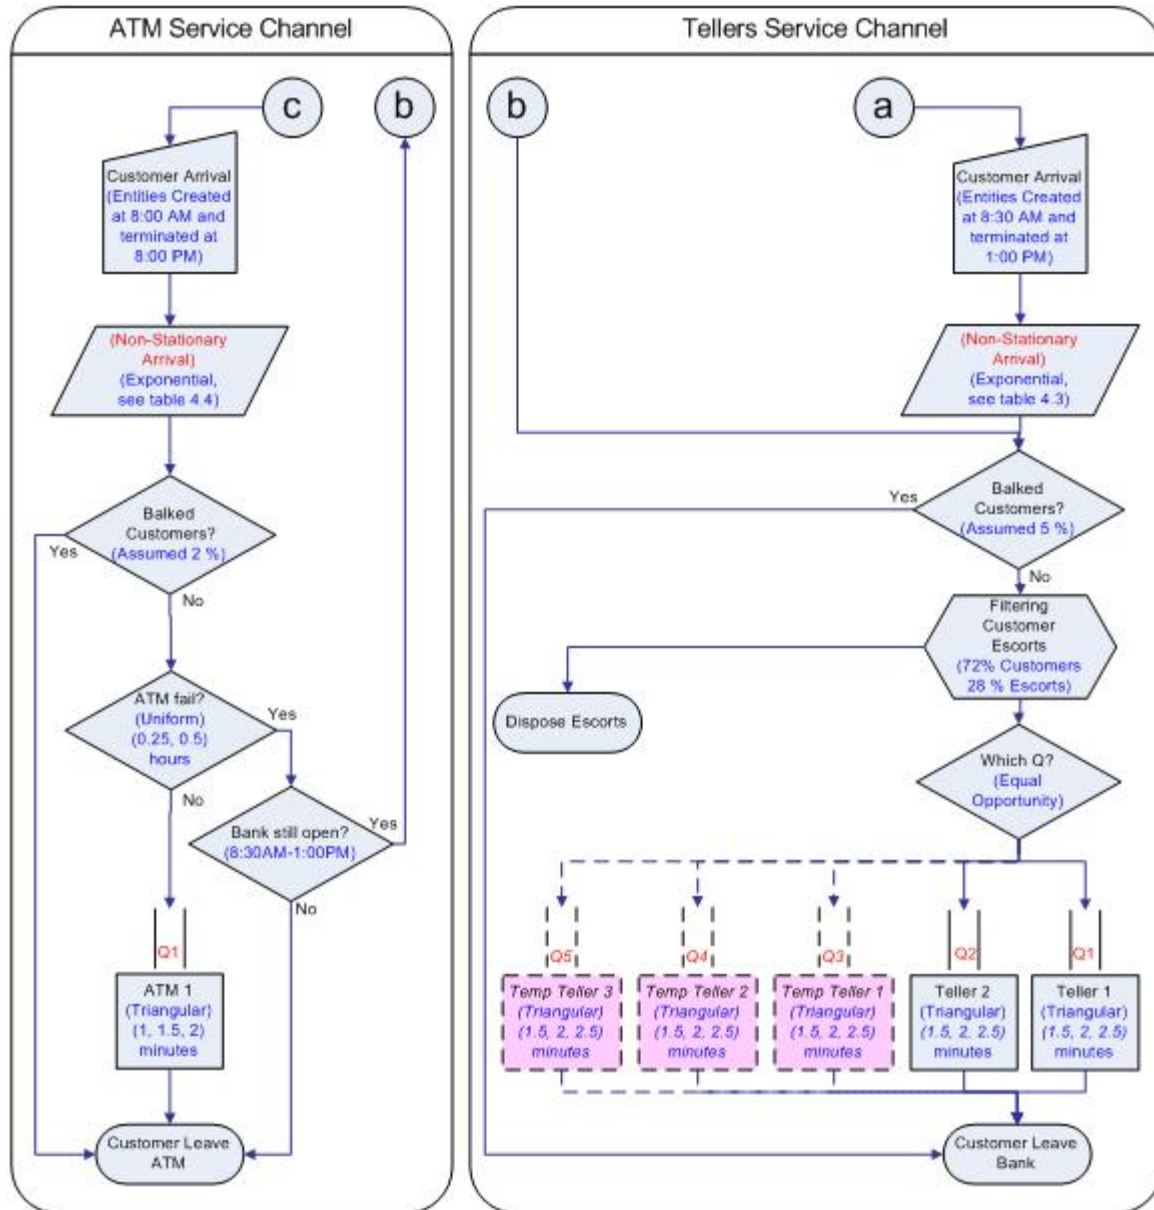 ATM Service Channel
c
b
Customer Arrival
(Entities Created
at 8:00 AM and
terminated at
8:00 PM)
(Non-Stationary
Arrival)
(Exponential,
see table 4.4)
Balked
Customers?
(Assumed 2 %)
Yes
No
ATM fail?
(Uniform)
(0.25, 0.5)
hours
Yes
No
Bank still open?
(8:30AM-1:00PM)
Yes
No
Q1
ATM 1
(Triangular)
(1, 1.5, 2)
minutes
Customer Leave
ATM
Tellers Service Channel
b
a
Customer Arrival
(Entities Created
at 8:30 AM and
terminated at
1:00 PM)
(Non-Stationary
Arrival)
(Exponential,
see table 4.3)
Balked
Customers?
(Assumed 5 %)
Yes
No
Filtering
Customer
Escorts
(72% Customers
28 % Escorts)
Dispose Escorts
Which Q?
(Equal
Opportunity)
Q5
Q4
Q3
Q2
Q1
Temp Teller 3
(Triangular)
(1.5, 2, 2.5)
minutes
Temp Teller 2
(Triangular)
(1.5, 2, 2.5)
minutes
Temp Teller 1
(Triangular)
(1.5, 2, 2.5)
minutes
Teller 2
(Triangular)
(1.5, 2, 2.5)
minutes
Teller 1
(Triangular)
(1.5, 2, 2.5)
minutes
Customer Leave
Bank